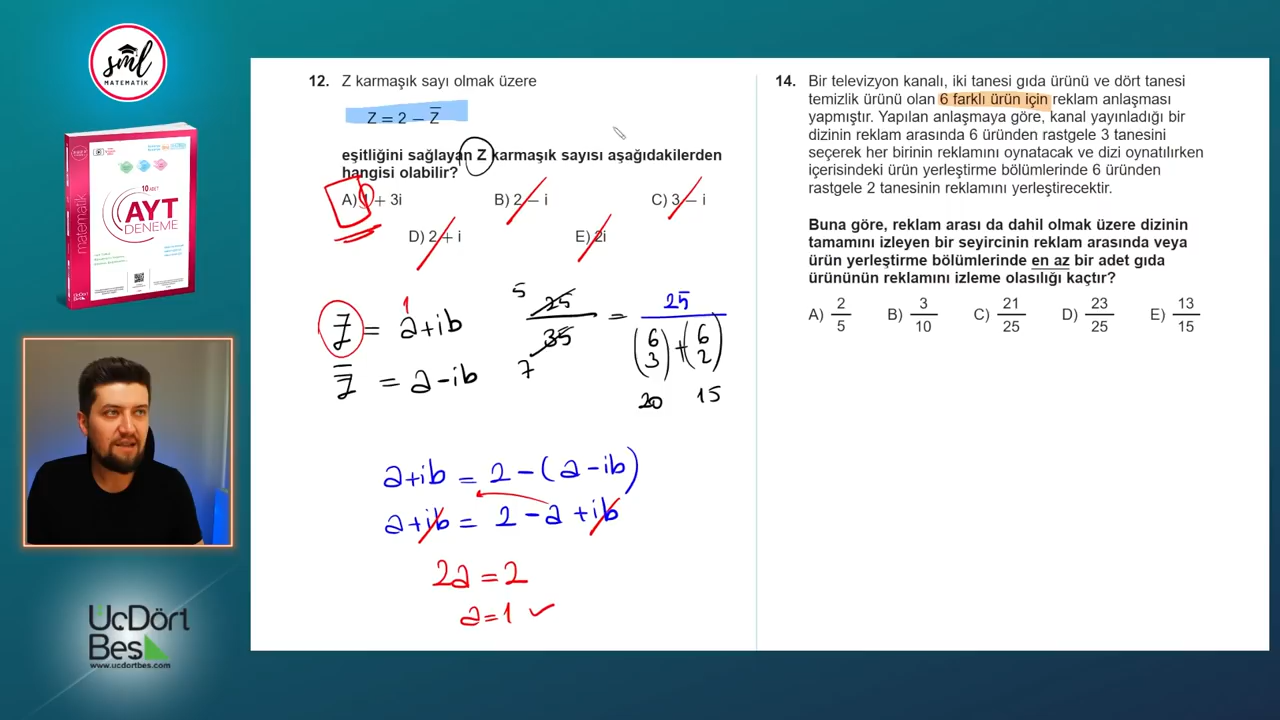 sml
MATEMATİK
matematik
10 ADET
AYT
DENEME
ÜçDörtBeş
ÜcDört
Bes
www.ucdortbes.com
12. Z karmaşık sayı olmak üzere
Z = 2 − Z̅
eşitliğini sağlayan Z karmaşık sayısı aşağıdakilerden
hangisi olabilir?
A) 1 + 3i B) 2 − i C) 3 − i
D) 2 + i E) 2i
Z = a+ib
1
Z̅ = a-ib
5 25
35 7
= 25
(6 3) + (6 2)
20 15
a+ib = 2-(a-ib)
a+ib = 2-a+ib
2a=2
a=1 ✓
14. Bir televizyon kanalı, iki tanesi gıda ürünü ve dört tanesi
temizlik ürünü olan 6 farklı ürün için reklam anlaşması
yapmıştır. Yapılan anlaşmaya göre, kanal yayınladığı bir
dizinin reklam arasında 6 üründen rastgele 3 tanesini
seçerek her birinin reklamını oynatacak ve dizi oynatılırken
içerisindeki ürün yerleştirme bölümlerinde 6 üründen
rastgele 2 tanesinin reklamını yerleştirecektir.
Buna göre, reklam arası da dahil olmak üzere dizinin
tamamını izleyen bir seyircinin reklam arasında veya
ürün yerleştirme bölümlerinde en az bir adet gıda
ürününün reklamını izleme olasılığı kaçtır?
A) 2/5 B) 3/10 C) 21/25 D) 23/25 E) 13/15